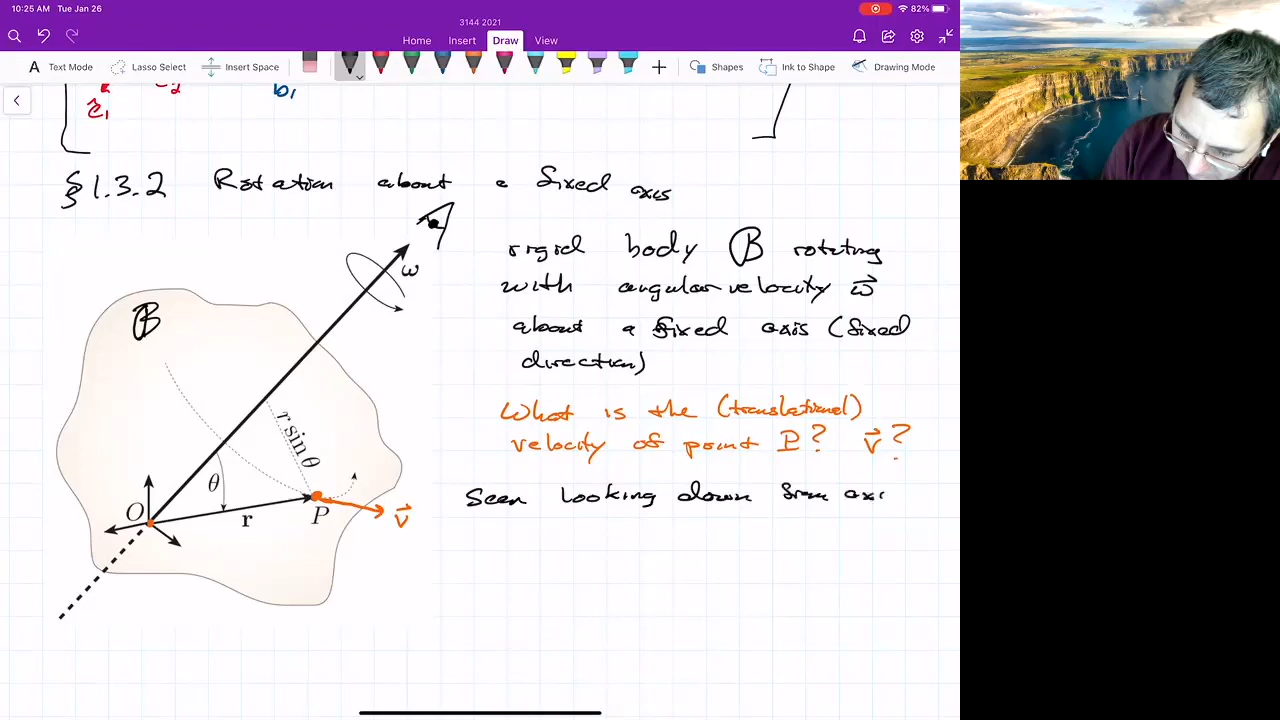 10:25 AM Tue Jan 26
82%
3144 2021
Home Insert Draw View
Text Mode Lasso Select Insert Space Shapes Ink to Shape Drawing Mode
b₁
§ 1.3.2 Rotation about a fixed axis
ω
rigid body B rotating
with angular velocity ω⃗
about a fixed axis (fixed
direction)
B
What is the (translational)
velocity of point P? v⃗?
r sin θ
θ
Seen looking down from axi
O
r
P
v⃗